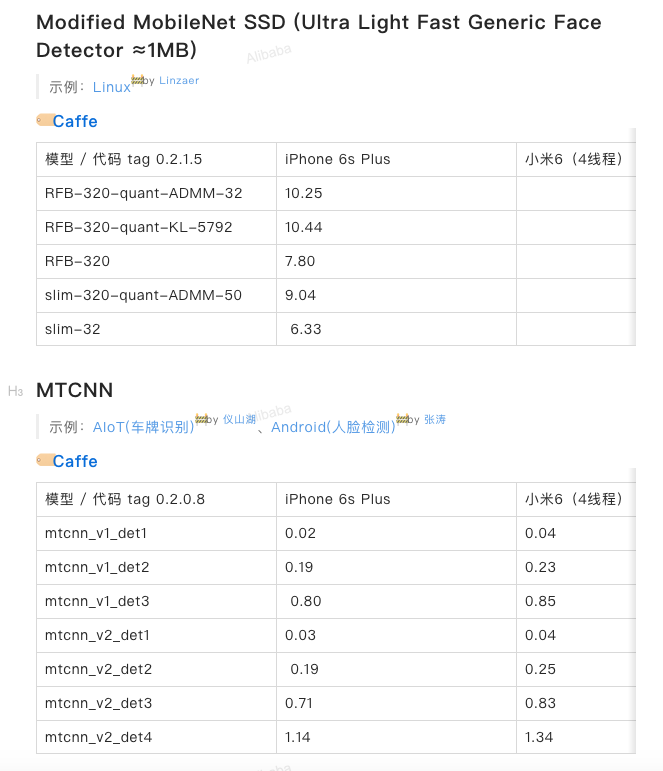 Modified MobileNet SSD (Ultra Light Fast Generic Face
Detector ≈1MB)
Alibaba
示例：Linux by Linzaer
Caffe
模型 / 代码 tag 0.2.1.5 iPhone 6s Plus 小米6（4线程）
RFB-320-quant-ADMM-32 10.25
RFB-320-quant-KL-5792 10.44
RFB-320 7.80
slim-320-quant-ADMM-50 9.04
slim-32 6.33
H3 MTCNN
Alibaba
示例：AIoT(车牌识别) by 仪山湖 、Android(人脸检测) by 张涛
Caffe
模型 / 代码 tag 0.2.0.8 iPhone 6s Plus 小米6（4线程）
mtcnn_v1_det1 0.02 0.04
mtcnn_v1_det2 0.19 0.23
mtcnn_v1_det3 0.80 0.85
mtcnn_v2_det1 0.03 0.04
mtcnn_v2_det2 0.19 0.25
mtcnn_v2_det3 0.71 0.83
mtcnn_v2_det4 1.14 1.34